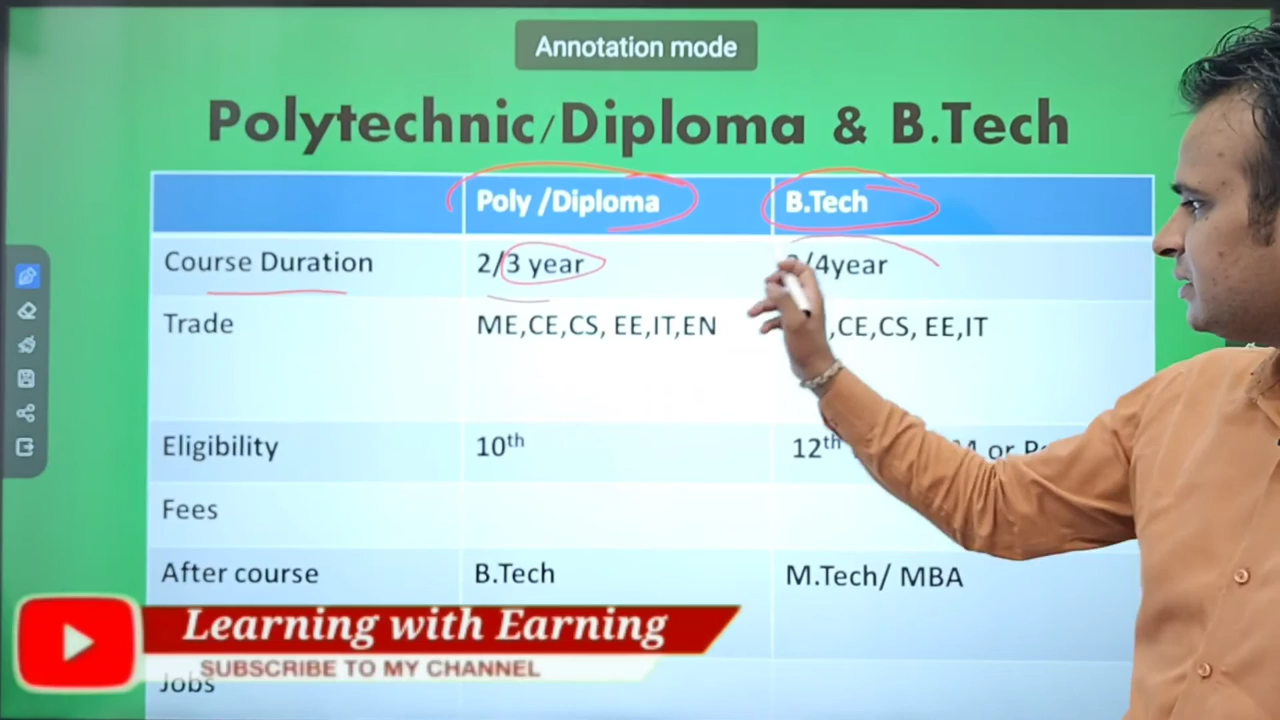 Annotation mode
Polytechnic/Diploma & B.Tech
Poly /Diploma B.Tech
Course Duration 2/3 year /4year
Trade ME,CE,CS, EE,IT,EN ,CE,CS, EE,IT
Eligibility 10th 12th or
Fees
After course B.Tech M.Tech/ MBA
Learning with Earning
SUBSCRIBE TO MY CHANNEL
Jobs